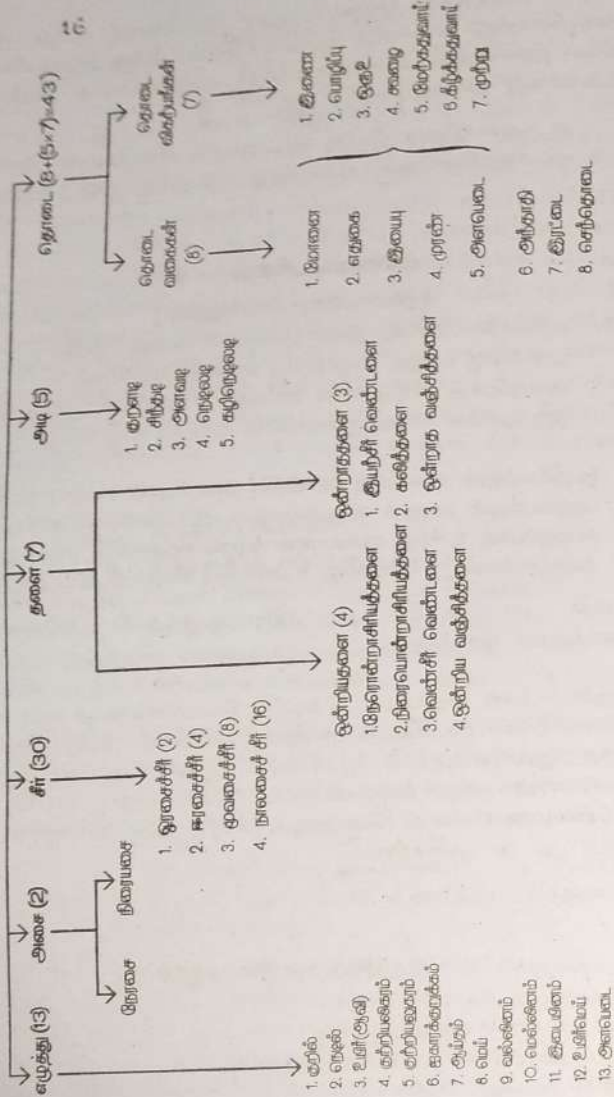 16.
எழுத்து (13)
அசை (2)
சீர் (30)
தளை (7)
அடி (5)
தொடை (8+(5×7)=43)
நேரசை
நிரையசை
தொடை
வகைகள்
(8)
தொடை
விகற்பங்கள்
(7)
1. ஓரசைச்சீர் (2)
2. ஈரசைச்சீர் (4)
3. மூவசைச்சீர் (8)
4. நாலசைச் சீர் (16)
1. குறளடி
2. சிந்தடி
3. அளவடி
4. நெடிலடி
5. கழிநெடிலடி
1. குறில்
2. நெடில்
3. உயிர்(ஆவி)
4. குற்றியலிகரம்
5. குற்றியலுகரம்
6. ஐகாரக்குறுக்கம்
7. ஆய்தம்
8. மெய்
9. வல்லினம்
10. மெல்லினம்
11. இடையினம்
12. உயிர்மெய்
13. அளபெடை
ஒன்றியதளை (4)
1.நேரொன்றாசிரியத்தளை
2.நிரையொன்றாசிரியத்தளை
3.வெண்சீர் வெண்டளை
4.ஒன்றிய வஞ்சித்தளை
ஒன்றாதளை (3)
1. இயற்சீர் வெண்டளை
2. கலித்தளை
3. ஒன்றாத வஞ்சித்தளை
1. மோனை
2. எதுகை
3. இயைபு
4. முரண்
5. அளபெடை
6. அந்தாதி
7. இரட்டை
8. செந்தொடை
1. இணை
2. பொழிப்பு
3. ஒரூஉ
4. கூழை
5. மேற்கதுவாய்
6.கீழ்க்கதுவாய்
7. முற்று